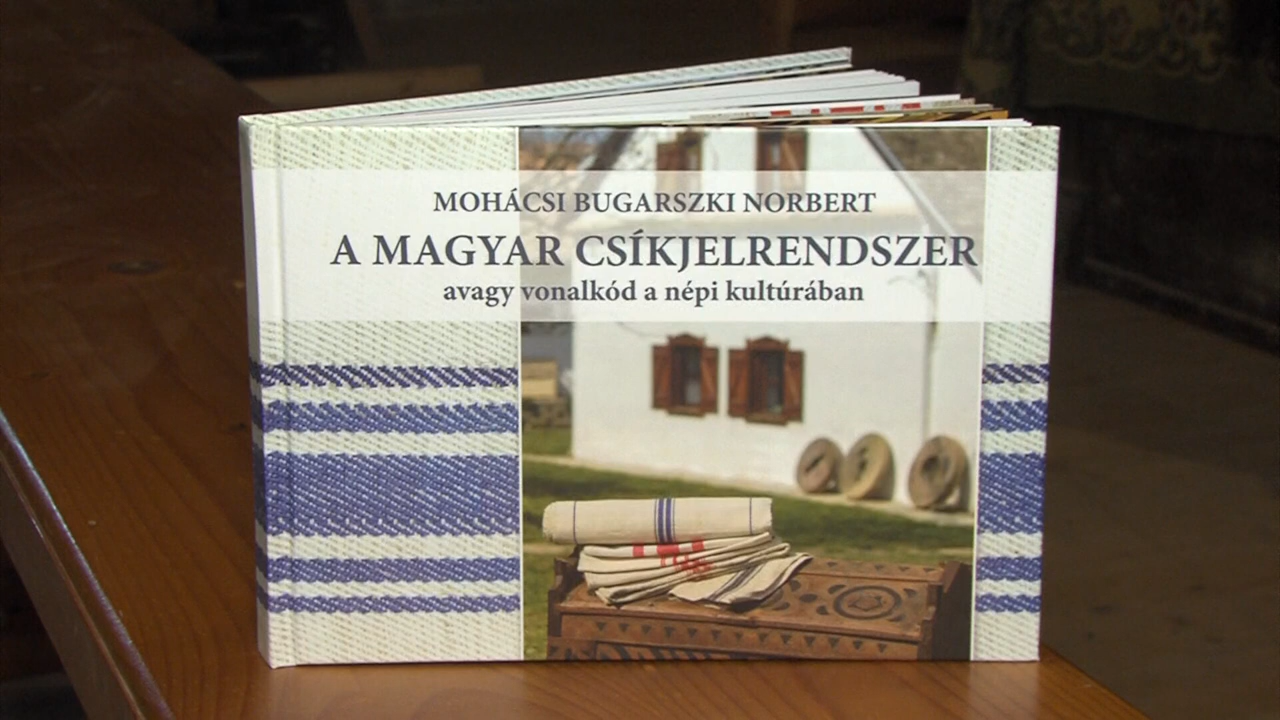 MOHÁCSI BUGARSZKI NORBERT
A MAGYAR CSÍKJELRENDSZER
avagy vonalkód a népi kultúrában